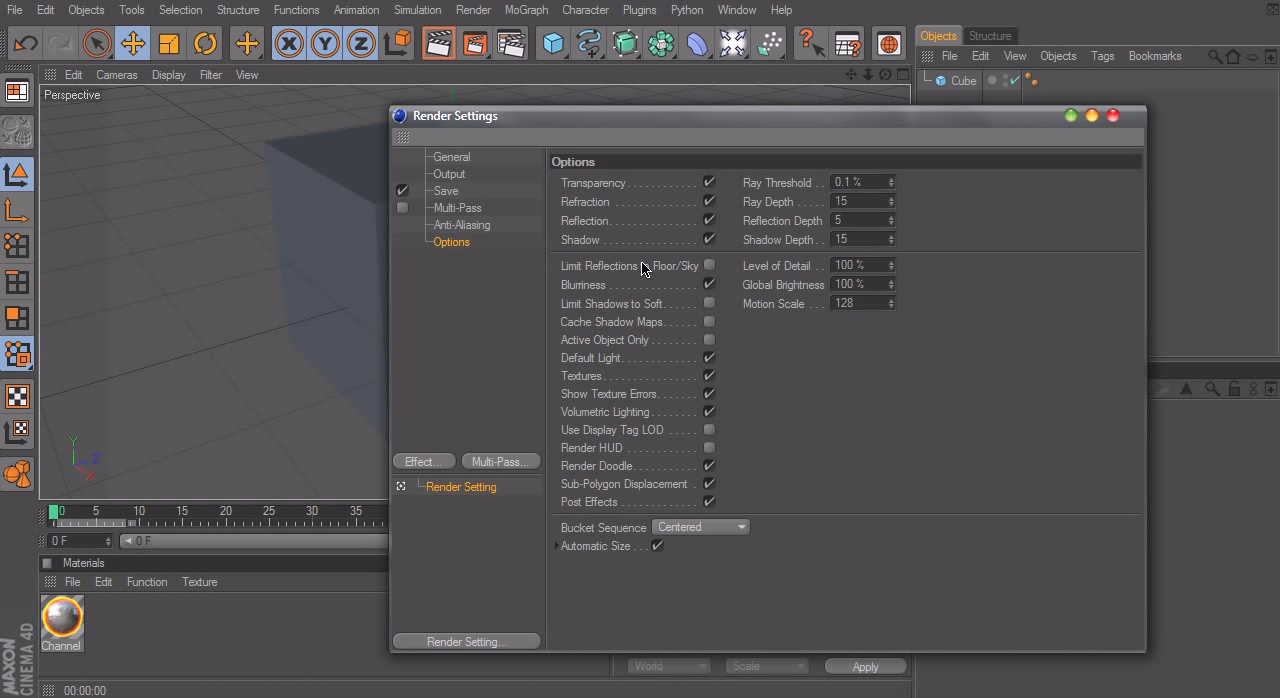 File Edit Objects Tools Selection Structure Functions Animation Simulation Render MoGraph Character Plugins Python Window Help
X Y Z
Objects Structure
File Edit View Objects Tags Bookmarks
Cube
Edit Cameras Display Filter View
Perspective
Render Settings
General
Output
Save
Multi-Pass
Anti-Aliasing
Options
Effect... Multi-Pass...
Render Setting
Render Setting...
Options
Transparency Ray Threshold 0.1 %
Refraction Ray Depth 15
Reflection Reflection Depth 5
Shadow Shadow Depth 15
Limit Reflections Floor/Sky Level of Detail 100 %
Blurriness Global Brightness 100 %
Limit Shadows to Soft Motion Scale 128
Cache Shadow Maps
Active Object Only
Default Light
Textures
Show Texture Errors
Volumetric Lighting
Use Display Tag LOD
Render HUD
Render Doodle
Sub-Polygon Displacement
Post Effects
Bucket Sequence Centered
Automatic Size
Y Z X
0 5 10 15 20 25 30 35
0 F 0 F
Materials
File Edit Function Texture
Channel
World Scale Apply
00:00:00
MAXON
CINEMA 4D